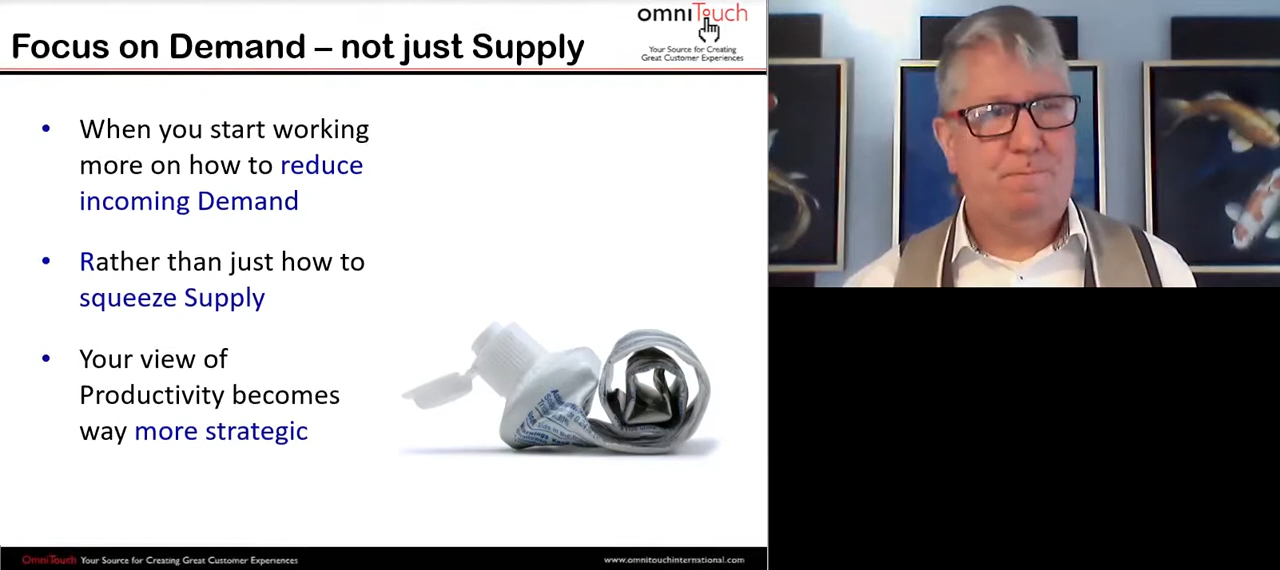 Focus on Demand – not just Supply
omniTouch
Your Source for Creating
Great Customer Experiences
• When you start working
more on how to reduce
incoming Demand
• Rather than just how to
squeeze Supply
• Your view of
Productivity becomes
way more strategic
OmniTouch Your Source for Creating Great Customer Experiences
www.omnitouchinternational.com